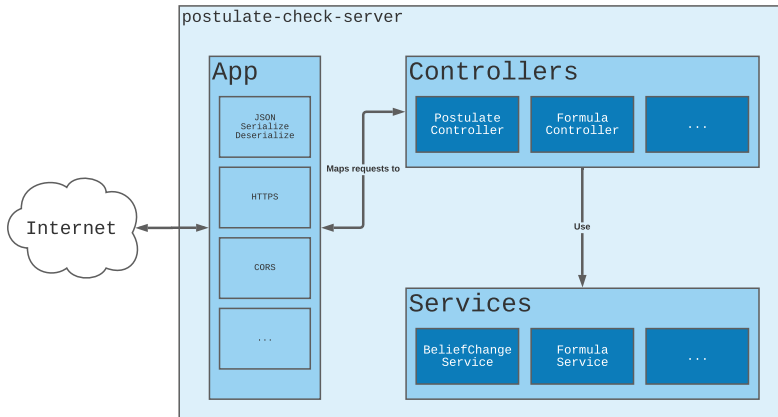 postulate-check-server
App
JSON
Serialize
Deserialize
HTTPS
CORS
...
Internet
Maps requests to
Controllers
Postulate
Controller
Formula
Controller
...
Use
Services
BeliefChange
Service
Formula
Service
...